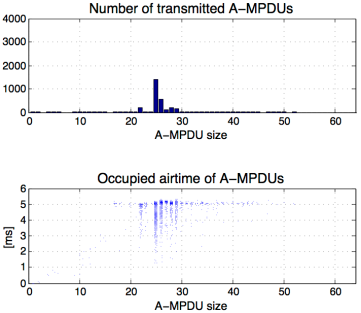 Number of transmitted A-MPDUs
4000
3000
2000
1000
0
0 10 20 30 40 50 60
A-MPDU size
Occupied airtime of A-MPDUs
[ms]
6
5
4
3
2
1
0
0 10 20 30 40 50 60
A-MPDU size